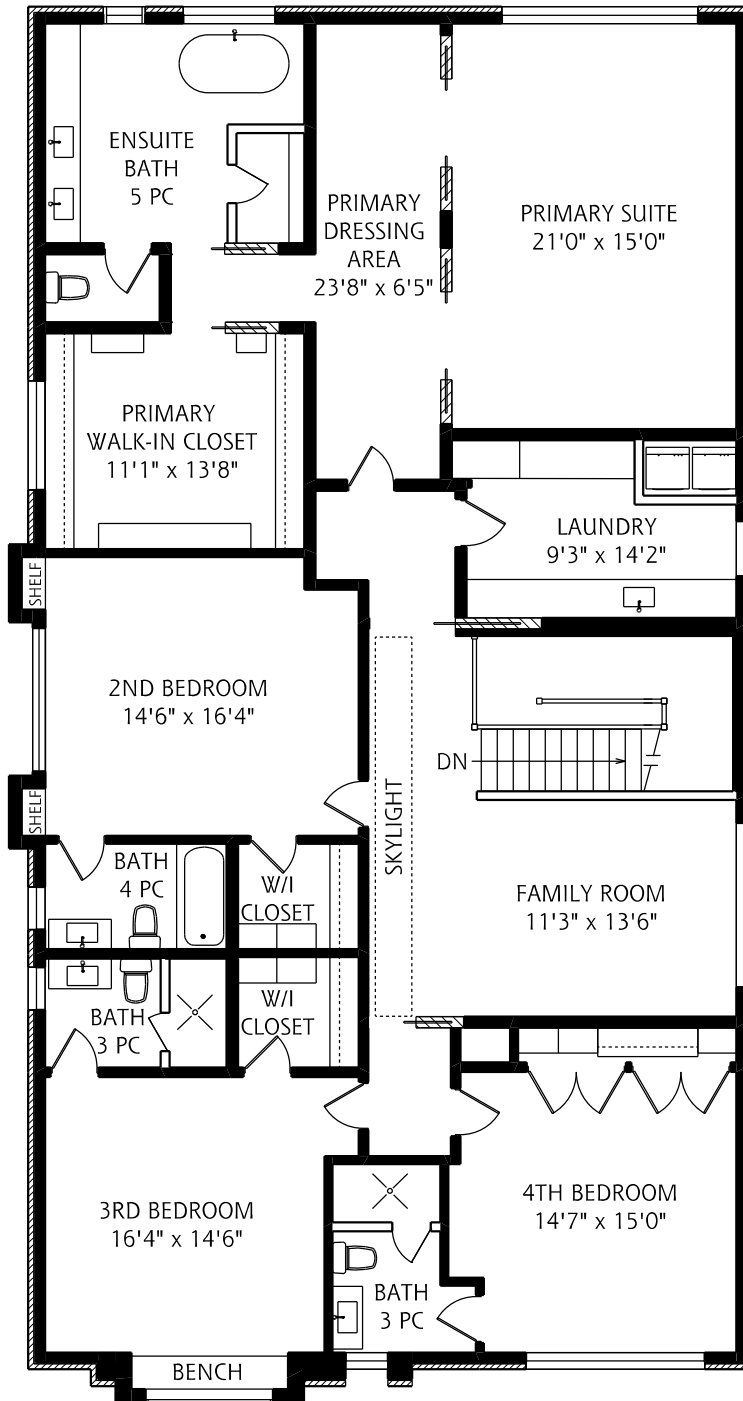 ENSUITE
BATH
5 PC
PRIMARY
DRESSING
AREA
23'8" x 6'5"
PRIMARY SUITE
21'0" x 15'0"
PRIMARY
WALK-IN CLOSET
11'1" x 13'8"
LAUNDRY
9'3" x 14'2"
SHELF
2ND BEDROOM
14'6" x 16'4"
SHELF
DN
SKYLIGHT
BATH
4 PC
W/I
CLOSET
FAMILY ROOM
11'3" x 13'6"
BATH
3 PC
W/I
CLOSET
3RD BEDROOM
16'4" x 14'6"
4TH BEDROOM
14'7" x 15'0"
BATH
3 PC
BENCH